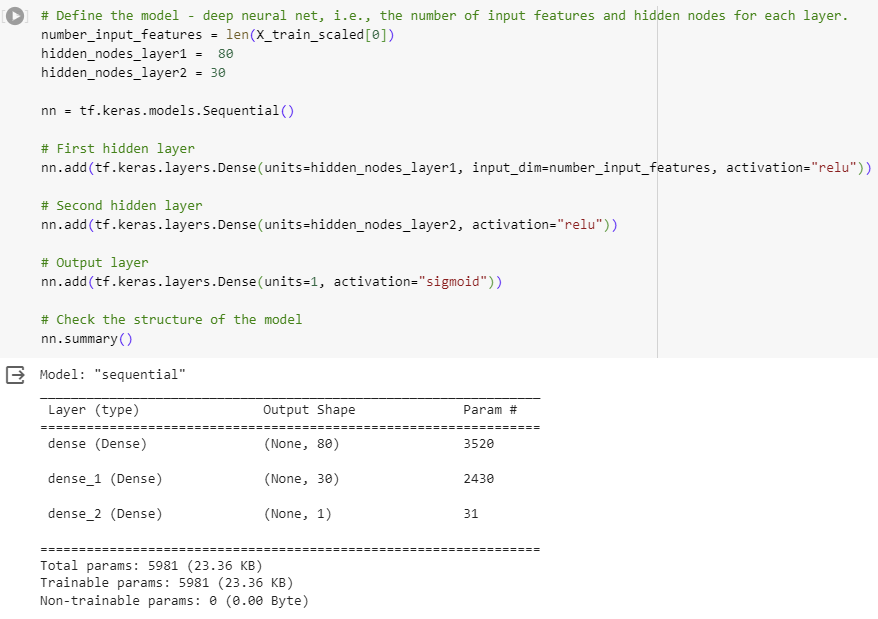 # Define the model - deep neural net, i.e., the number of input features and hidden nodes for each layer.
number_input_features = len(X_train_scaled[0])
hidden_nodes_layer1 =  80
hidden_nodes_layer2 = 30

nn = tf.keras.models.Sequential()

# First hidden layer
nn.add(tf.keras.layers.Dense(units=hidden_nodes_layer1, input_dim=number_input_features, activation="relu"))

# Second hidden layer
nn.add(tf.keras.layers.Dense(units=hidden_nodes_layer2, activation="relu"))

# Output layer
nn.add(tf.keras.layers.Dense(units=1, activation="sigmoid"))

# Check the structure of the model
nn.summary()
Model: "sequential"
_________________________________________________________________
 Layer (type)                Output Shape              Param #
=================================================================
 dense (Dense)               (None, 80)                3520

 dense_1 (Dense)             (None, 30)                2430

 dense_2 (Dense)             (None, 1)                 31

=================================================================
Total params: 5981 (23.36 KB)
Trainable params: 5981 (23.36 KB)
Non-trainable params: 0 (0.00 Byte)